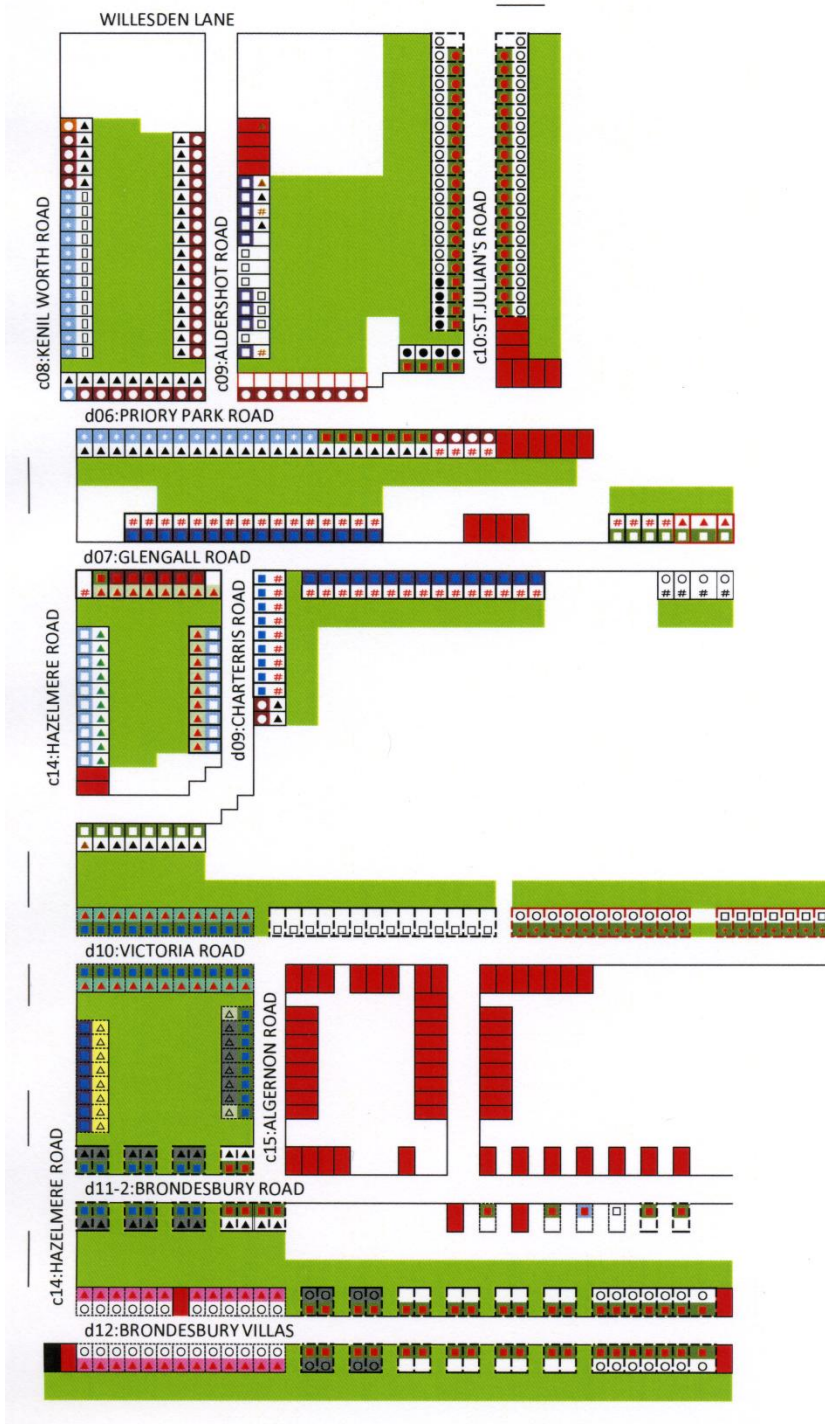 WILLESDEN LANE
c08:KENIL WORTH ROAD
c09:ALDERSHOT ROAD
c10:ST.JULIAN'S ROAD
d06:PRIORY PARK ROAD
d07:GLENGALL ROAD
c14:HAZELMERE ROAD
d09:CHARTERRIS ROAD
d10:VICTORIA ROAD
c15:ALGERNON ROAD
c14:HAZELMERE ROAD
d11-2:BRONDESBURY ROAD
d12:BRONDESBURY VILLAS